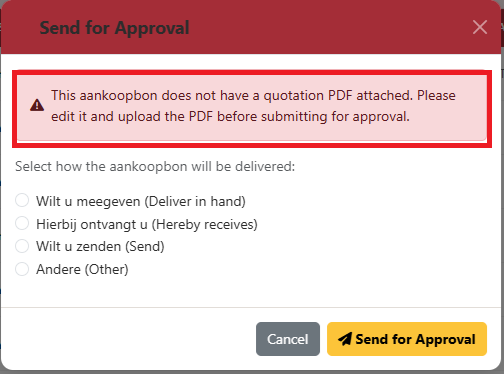 Send for Approval
This aankoopbon does not have a quotation PDF attached. Please
edit it and upload the PDF before submitting for approval.
Select how the aankoopbon will be delivered:
Wilt u meegeven (Deliver in hand)
Hierbij ontvangt u (Hereby receives)
Wilt u zenden (Send)
Andere (Other)
Cancel
Send for Approval